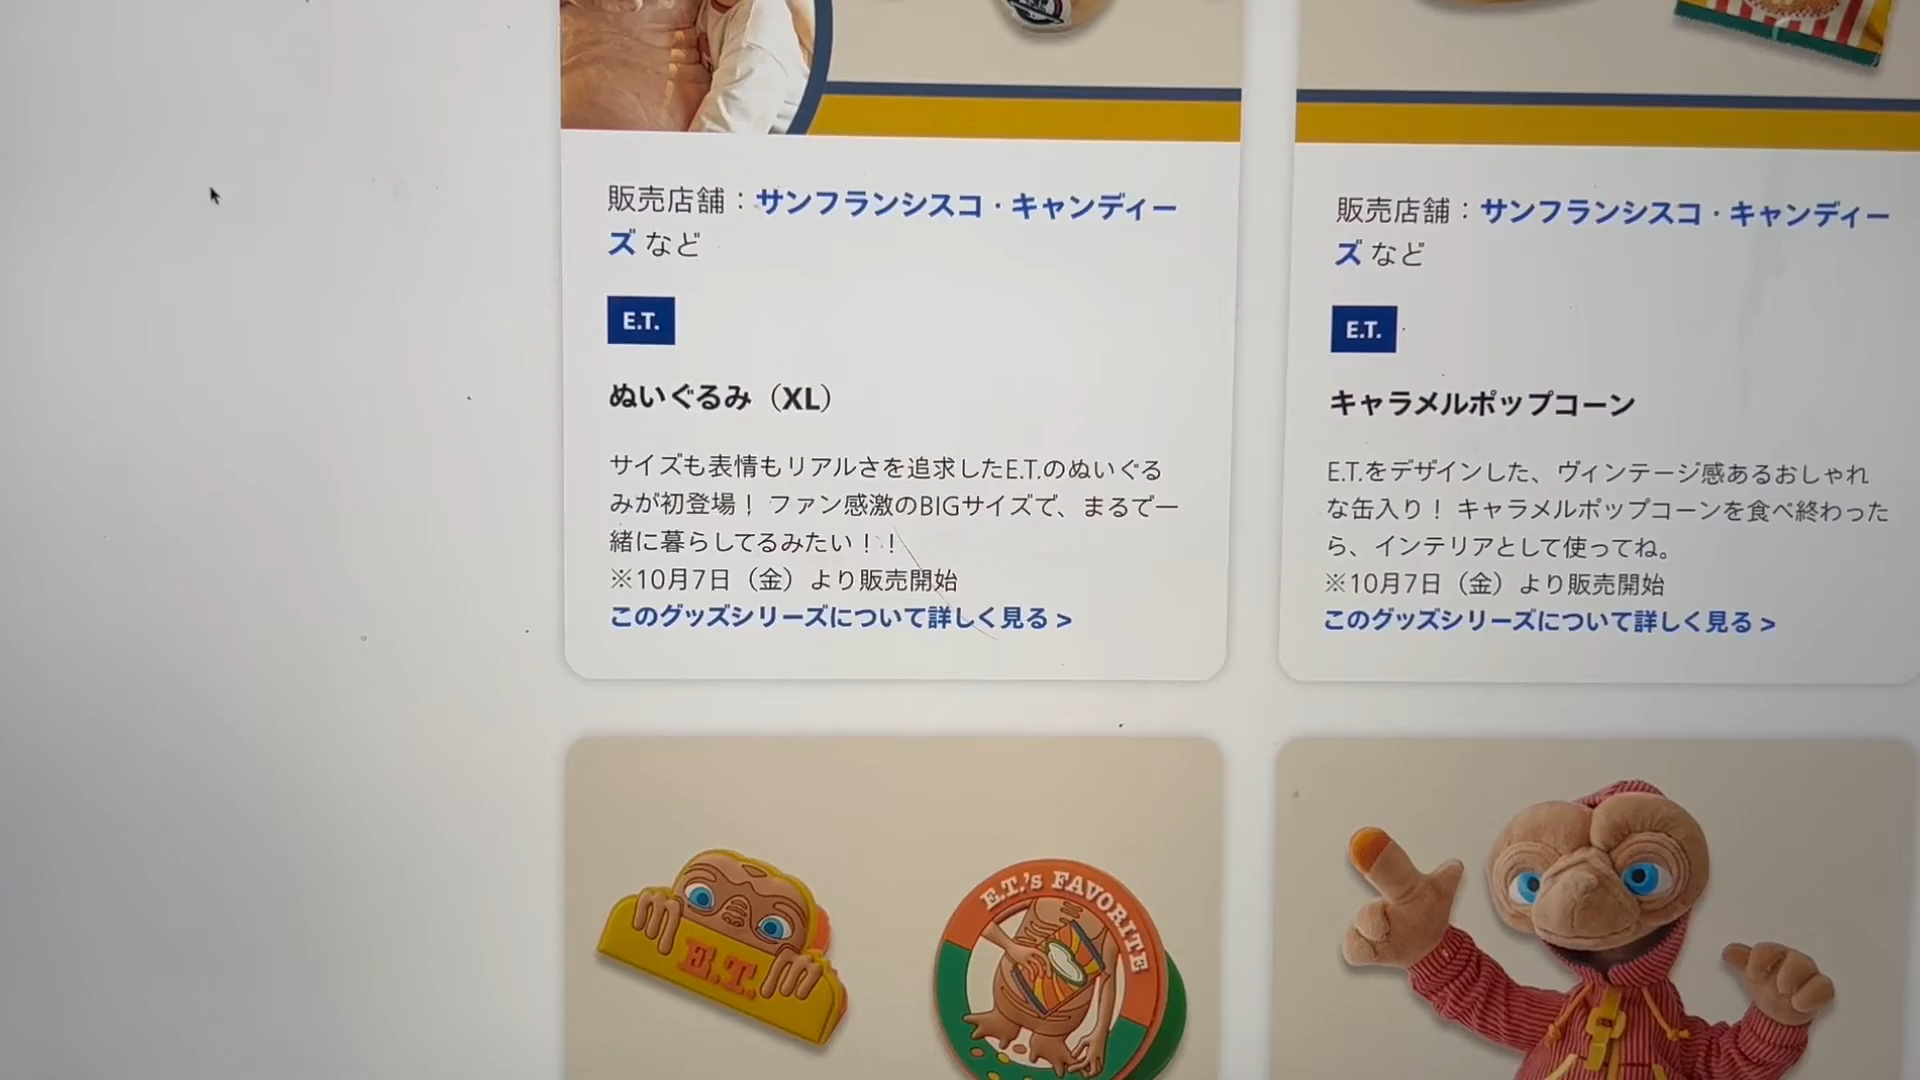 販売店舗：サンフランシスコ・キャンディー
ズ など
E.T.
ぬいぐるみ（XL）
サイズも表情もリアルさを追求したE.T.のぬいぐる
みが初登場！ ファン感激のBIGサイズで、まるで一
緒に暮らしてるみたい！！
※10月7日（金）より販売開始
このグッズシリーズについて詳しく見る >
販売店舗：サンフランシスコ・キャンディー
ズ など
E.T.
キャラメルポップコーン
E.T.をデザインした、ヴィンテージ感あるおしゃれ
な缶入り！ キャラメルポップコーンを食べ終わった
ら、インテリアとして使ってね。
※10月7日（金）より販売開始
このグッズシリーズについて詳しく見る >
E.T.
E.T.'s FAVORITE